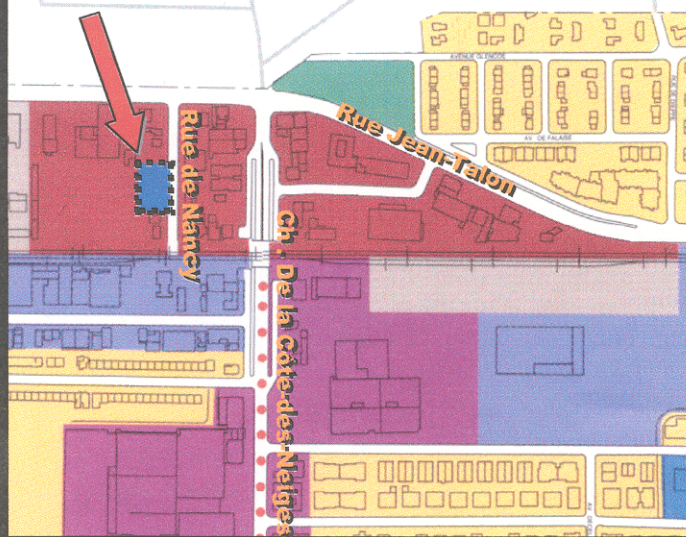 AVENUE GLENCOE
AV. DE FALAISE
Rue Jean-Talon
Rue de Nancy
Ch. De la Côte-des-Neiges